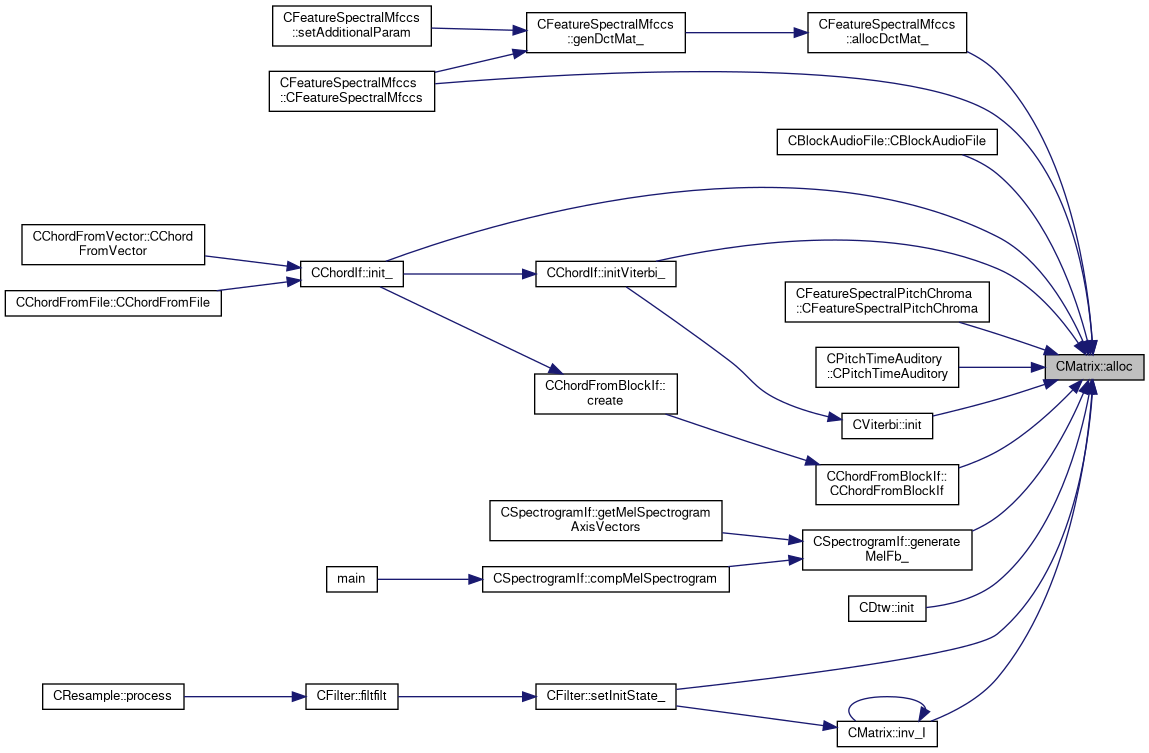 CFeatureSpectralMfccs
::setAdditionalParam
CFeatureSpectralMfccs
::genDctMat_
CFeatureSpectralMfccs
::allocDctMat_
CFeatureSpectralMfccs
::CFeatureSpectralMfccs
CBlockAudioFile::CBlockAudioFile
CChordFromVector::CChord
FromVector
CChordIf::init_
CChordIf::initViterbi_
CChordFromFile::CChordFromFile
CFeatureSpectralPitchChroma
::CFeatureSpectralPitchChroma
CPitchTimeAuditory
::CPitchTimeAuditory
CMatrix::alloc
CChordFromBlockIf::
create
CViterbi::init
CChordFromBlockIf::
CChordFromBlockIf
CSpectrogramIf::getMelSpectrogram
AxisVectors
CSpectrogramIf::generate
MelFb_
main
CSpectrogramIf::compMelSpectrogram
CDtw::init
CResample::process
CFilter::filtfilt
CFilter::setInitState_
CMatrix::inv_I